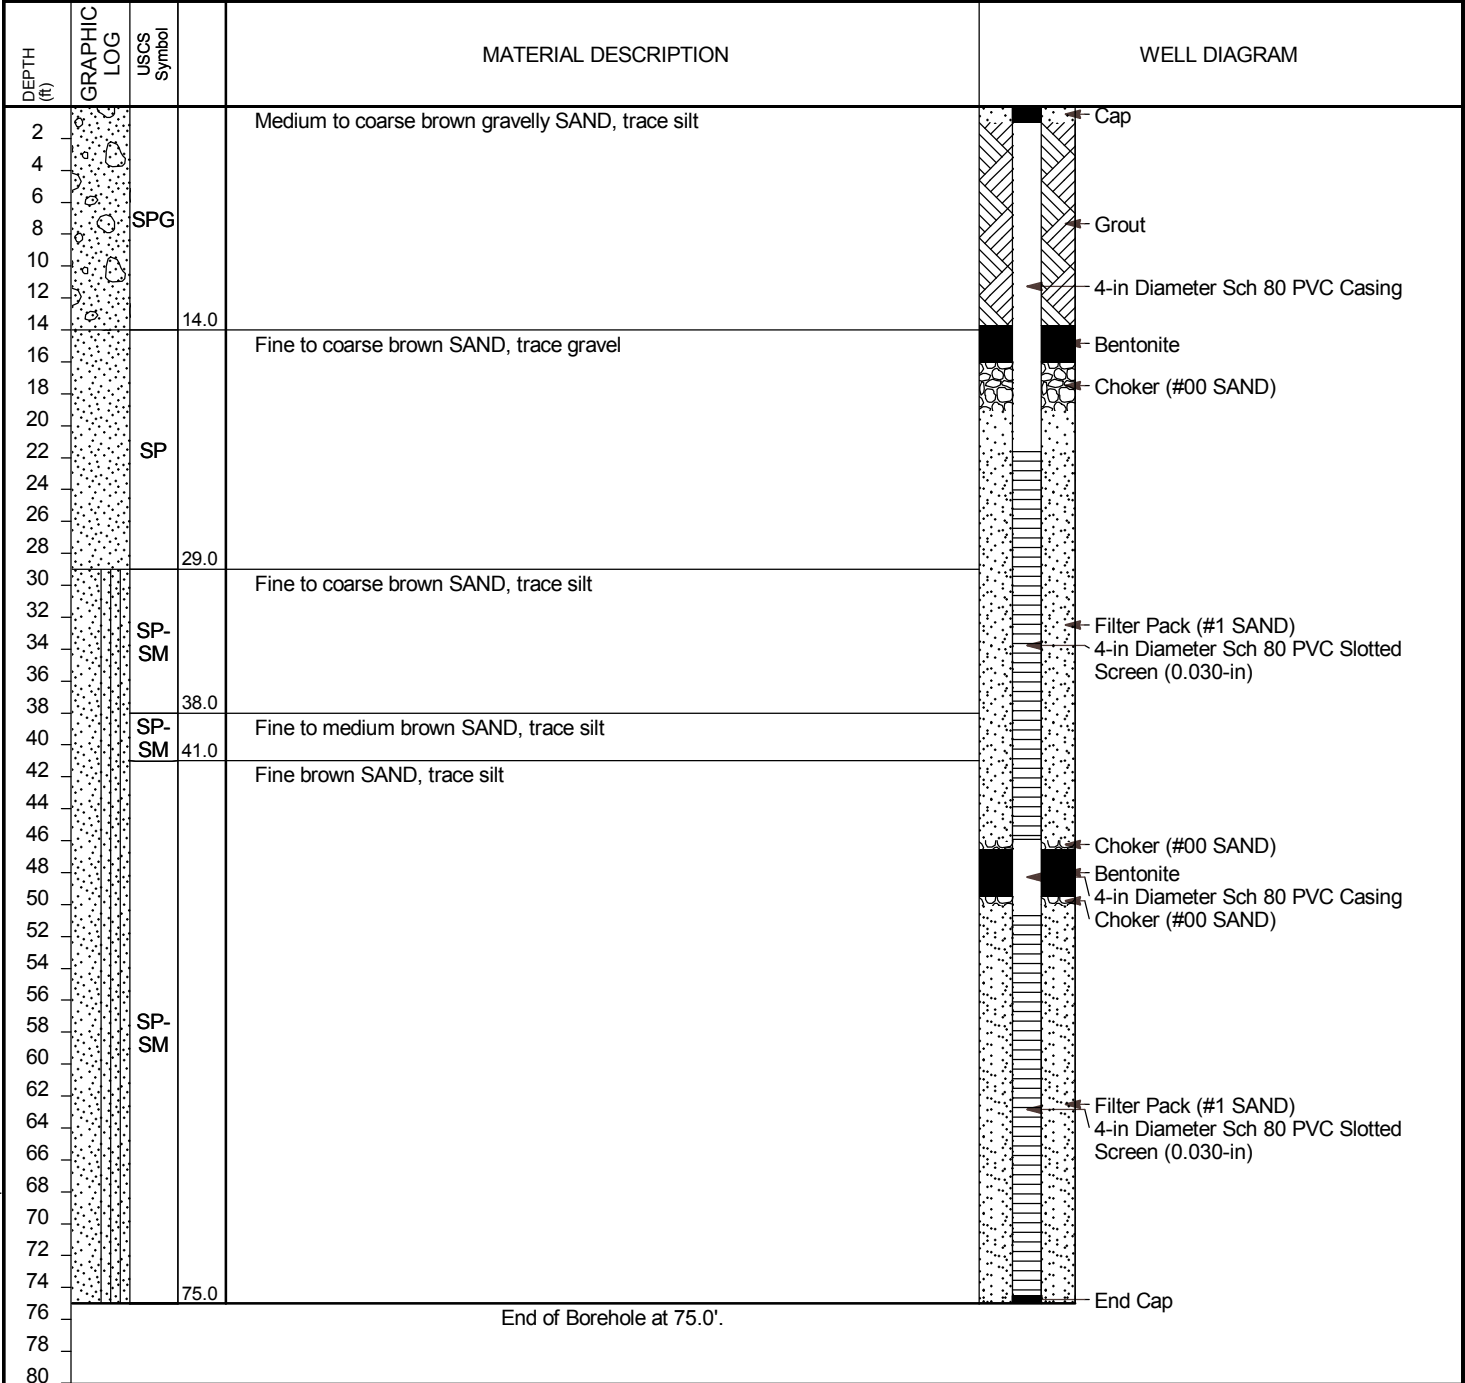 DEPTH
(ft)
GRAPHIC
LOG
USCS
Symbol
MATERIAL DESCRIPTION
WELL DIAGRAM
Medium to coarse brown gravelly SAND, trace silt
Cap
2
4
6
SPG
8
Grout
10
12
4-in Diameter Sch 80 PVC Casing
14
14.0
Fine to coarse brown SAND, trace gravel
Bentonite
16
18
Choker (#00 SAND)
20
22
SP
24
26
28
29.0
30
Fine to coarse brown SAND, trace silt
32
SP-
SM
Filter Pack (#1 SAND)
34
4-in Diameter Sch 80 PVC Slotted
Screen (0.030-in)
36
38
38.0
SP-
SM
Fine to medium brown SAND, trace silt
40
41.0
42
Fine brown SAND, trace silt
44
46
Choker (#00 SAND)
48
Bentonite
50
4-in Diameter Sch 80 PVC Casing
Choker (#00 SAND)
52
54
56
58
SP-
SM
60
62
Filter Pack (#1 SAND)
64
4-in Diameter Sch 80 PVC Slotted
Screen (0.030-in)
66
68
70
72
74
75.0
End Cap
76
End of Borehole at 75.0'.
78
80